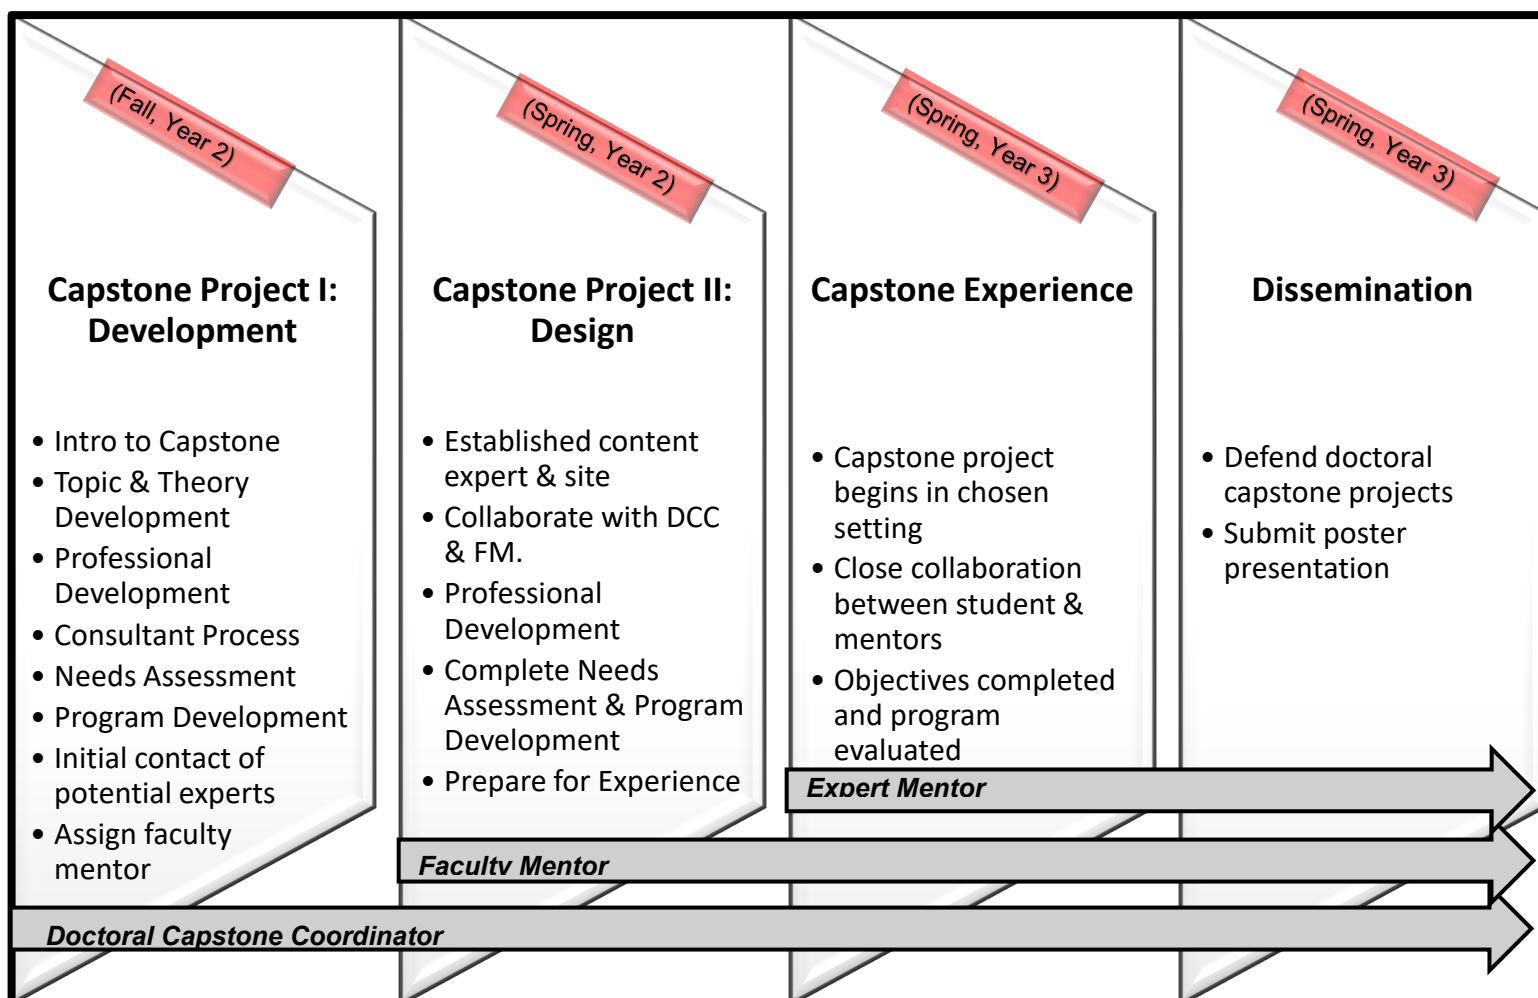 (Fall, Year 2)
Capstone Project I:
Development
• Intro to Capstone
• Topic & Theory
Development
• Professional
Development
• Consultant Process
• Needs Assessment
• Program Development
• Initial contact of
potential experts
• Assign faculty
mentor
(Spring, Year 2)
Capstone Project II:
Design
• Established content
expert & site
• Collaborate with DCC
& FM.
• Professional
Development
• Complete Needs
Assessment & Program
Development
• Prepare for Experience
(Spring, Year 3)
Capstone Experience
• Capstone project
begins in chosen
setting
• Close collaboration
between student &
mentors
• Objectives completed
and program
evaluated
(Spring, Year 3)
Dissemination
• Defend doctoral
capstone projects
• Submit poster
presentation
Expert Mentor
Faculty Mentor
Doctoral Capstone Coordinator